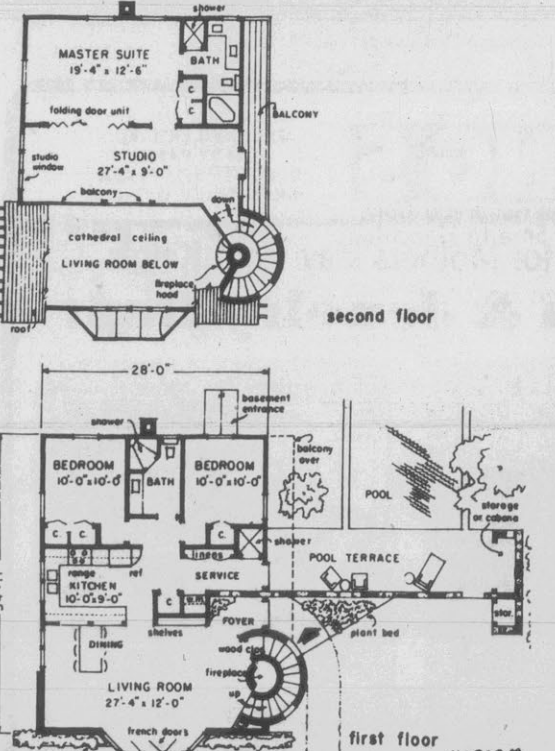 shower
MASTER SUITE
19'-4" x 12'-6"
BATH
C.
C
folding door unit
BALCONY
studio
window
STUDIO
27'-4" x 9'-0"
balcony
down
cathedral ceiling
LIVING ROOM BELOW
fireplace
hood
roof
second floor
28'-0"
basement
entrance
shower
balcony
over
BEDROOM
10'-0" x 10'-0"
BATH
BEDROOM
10'-0" x 10'-0"
POOL
storage
or cabana
C.
C.
C
linens
shower
POOL TERRACE
range
ref
KITCHEN
10'-0" x 9'-0"
SERVICE
C
stor.
shelves
FOYER
plant bed
DINING
wood clos
fireplace
LIVING ROOM
27'-4" x 12'-0"
up
french doors
first floor